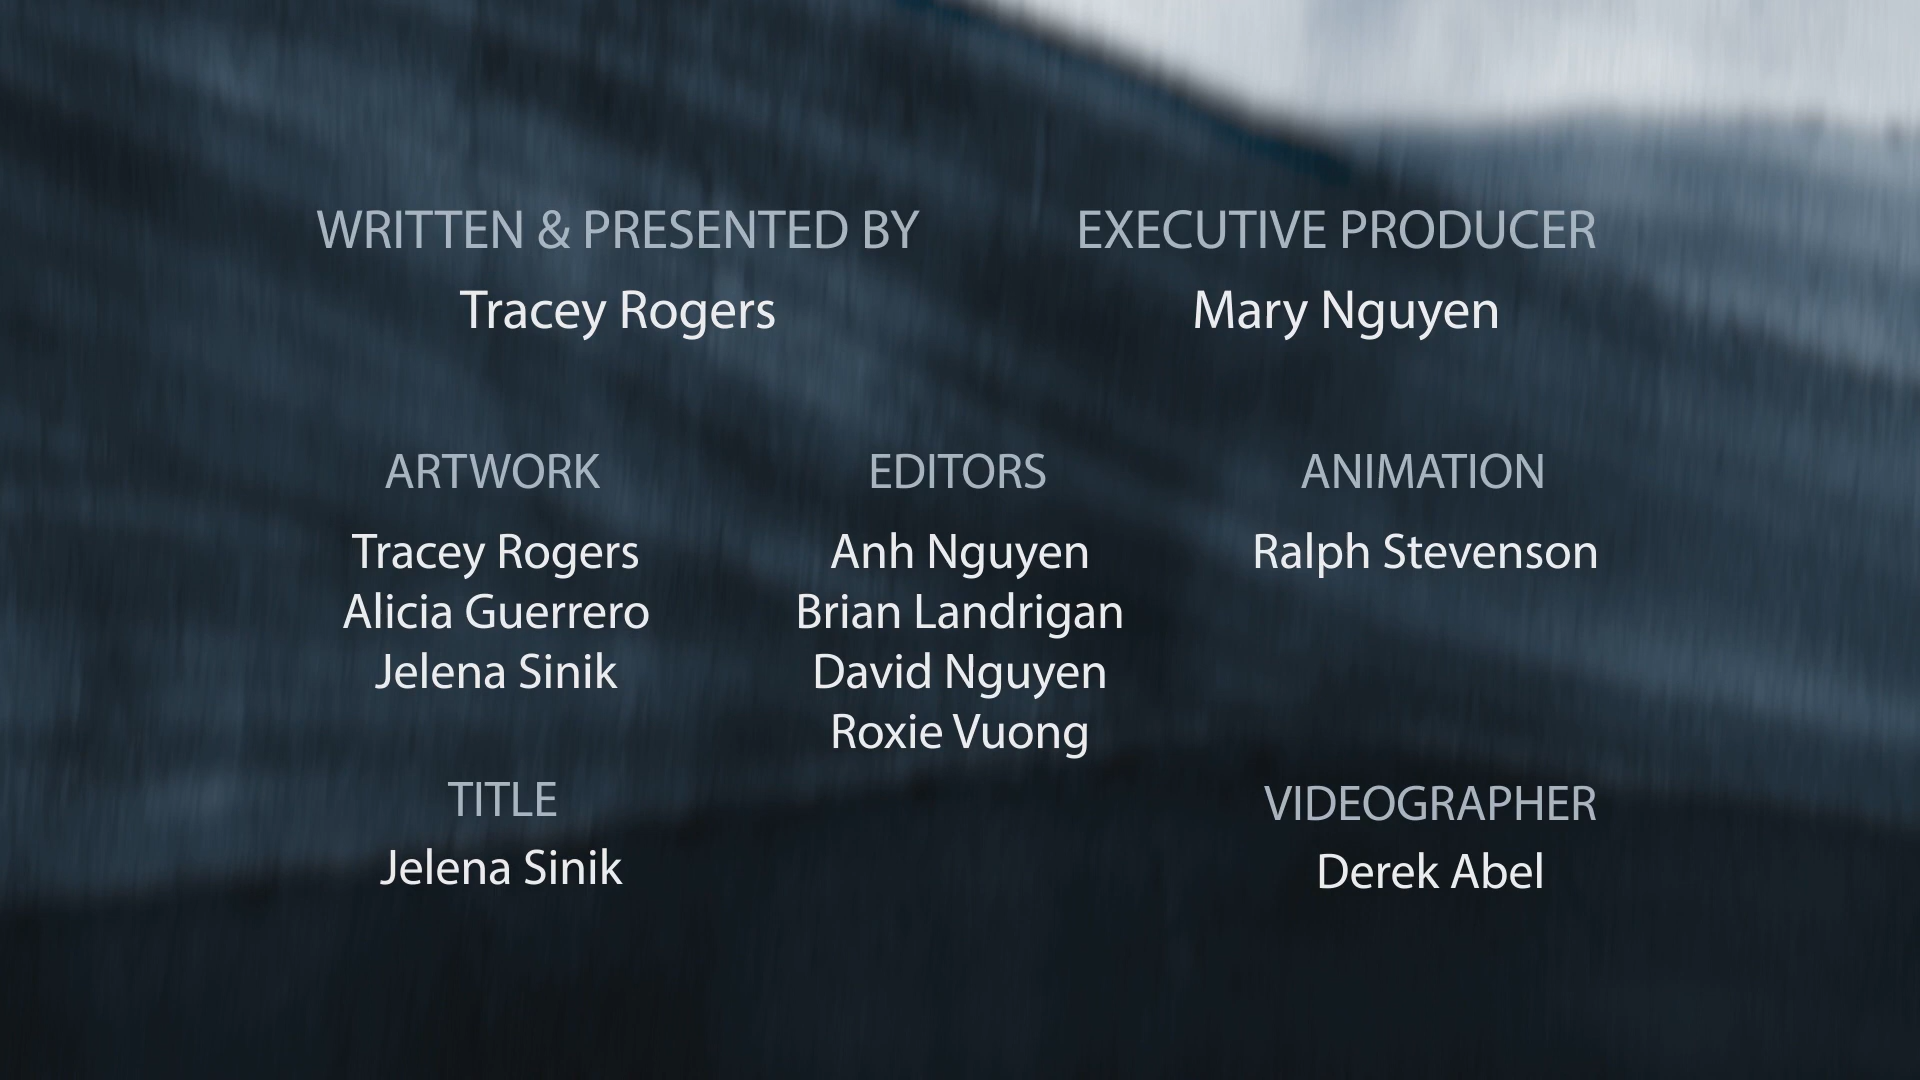 WRITTEN & PRESENTED BY
Tracey Rogers
EXECUTIVE PRODUCER
Mary Nguyen
ARTWORK
Tracey Rogers
Alicia Guerrero
Jelena Sinik
EDITORS
Anh Nguyen
Brian Landrigan
David Nguyen
Roxie Vuong
ANIMATION
Ralph Stevenson
TITLE
Jelena Sinik
VIDEOGRAPHER
Derek Abel